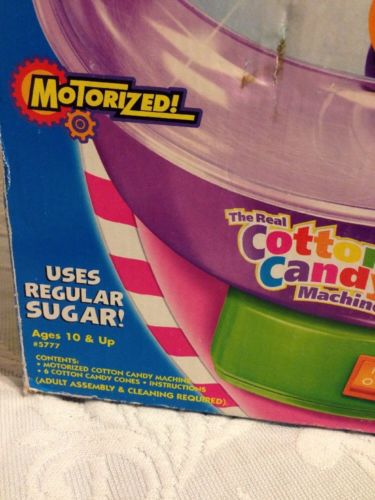 MOTORIZED!
The Real
Cotton
Candy
Machine
USES
REGULAR
SUGAR!
Ages 10 & Up
#5777
CONTENTS:
• MOTORIZED COTTON CANDY MACHINE
• 6 COTTON CANDY CONES • INSTRUCTIONS
(ADULT ASSEMBLY & CLEANING REQUIRED)